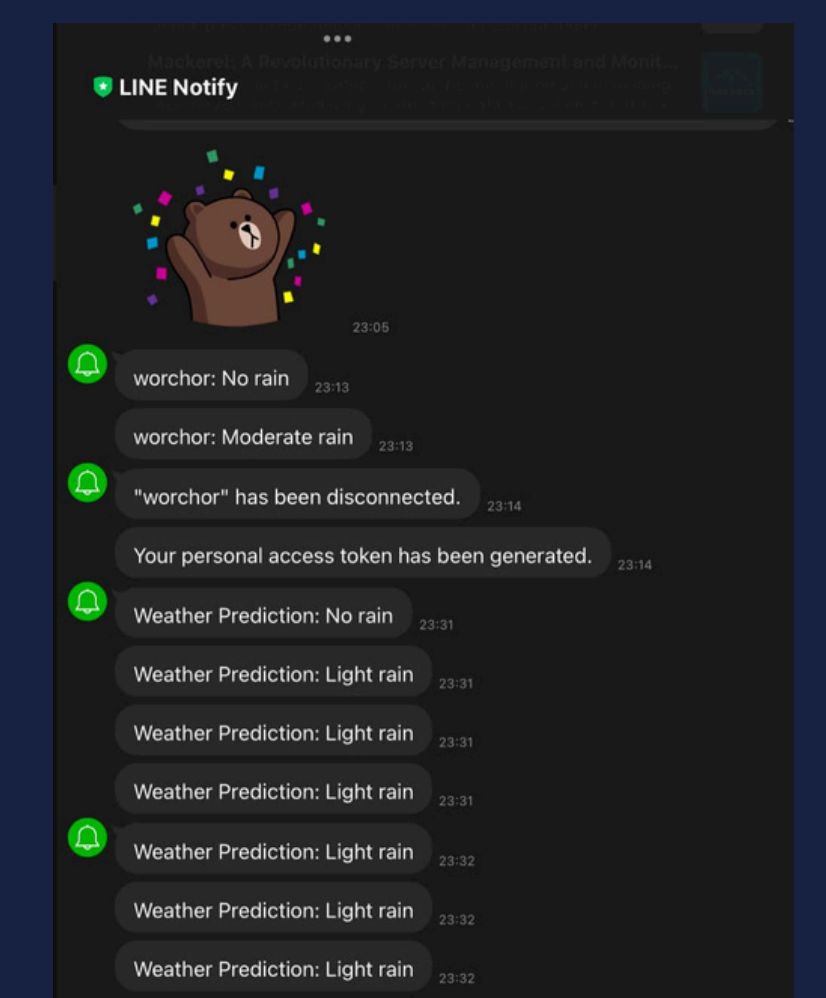 Mackerel: A Revolutionary Server Management and Monit...
LINE Notify
23:05
worchor: No rain
23:13
worchor: Moderate rain
23:13
"worchor" has been disconnected.
23:14
Your personal access token has been generated.
23:14
Weather Prediction: No rain
23:31
Weather Prediction: Light rain
23:31
Weather Prediction: Light rain
23:31
Weather Prediction: Light rain
23:31
Weather Prediction: Light rain
23:32
Weather Prediction: Light rain
23:32
Weather Prediction: Light rain
23:32